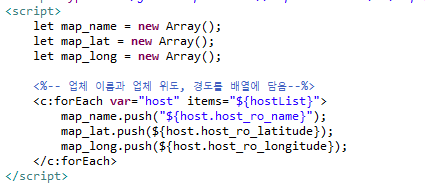 <script>
let map_name = new Array();
let map_lat = new Array();
let map_long = new Array();
<%-- 업체 이름과 업체 위도, 경도를 배열에 담음--%>
<c:forEach var="host" items="${hostList}">
map_name.push("${host.host_ro_name}");
map_lat.push(${host.host_ro_latitude});
map_long.push(${host.host_ro_longitude});
</c:forEach>
</script>